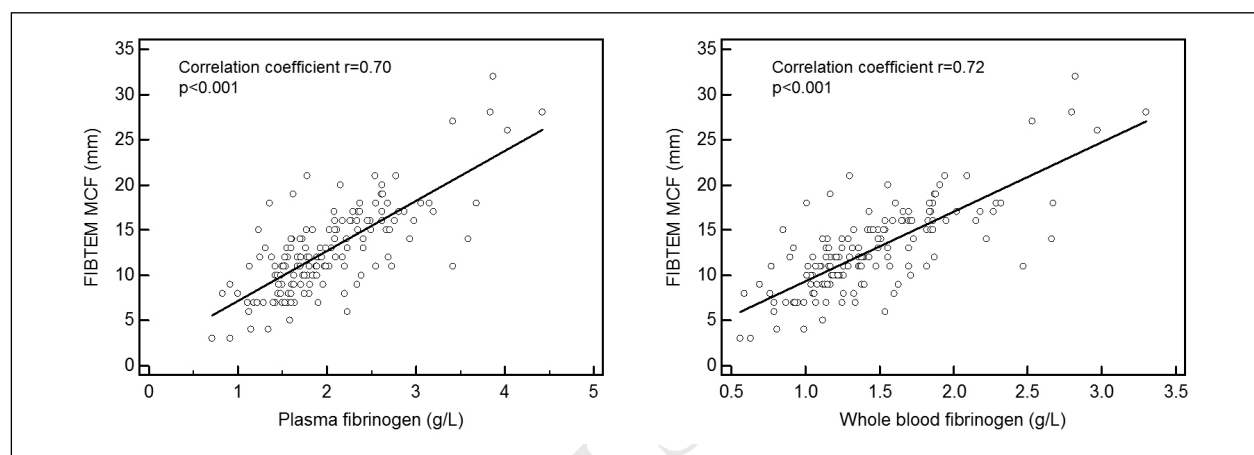 Correlation coefficient r=0.70
p<0.001
FIBTEM MCF (mm)
35
30
25
20
15
10
5
0
0 1 2 3 4 5
Plasma fibrinogen (g/L)
Correlation coefficient r=0.72
p<0.001
FIBTEM MCF (mm)
35
30
25
20
15
10
5
0
0.5 1.0 1.5 2.0 2.5 3.0 3.5
Whole blood fibrinogen (g/L)